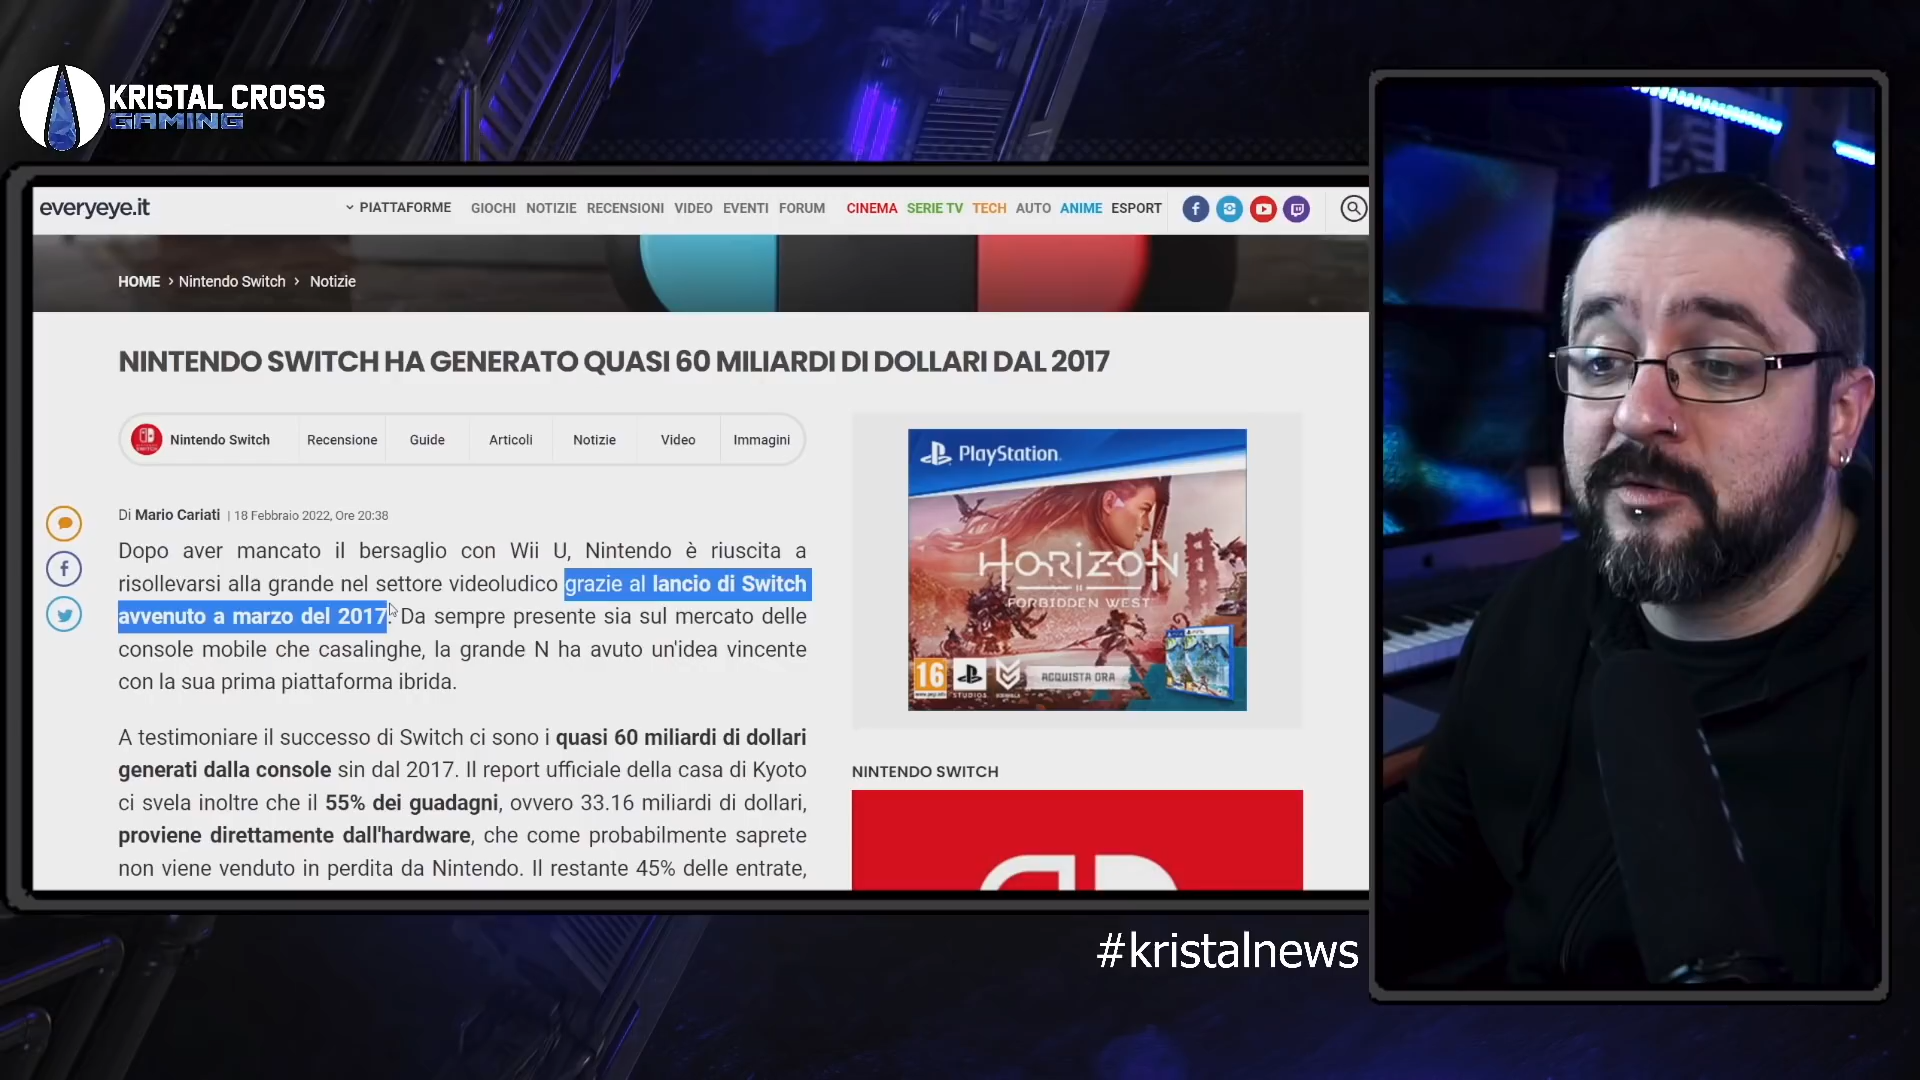 KRISTAL CROSS
GAMING
everyeye.it
PIATTAFORME GIOCHI NOTIZIE RECENSIONI VIDEO EVENTI FORUM CINEMA SERIE TV TECH AUTO ANIME ESPORT
HOME > Nintendo Switch > Notizie
NINTENDO SWITCH HA GENERATO QUASI 60 MILIARDI DI DOLLARI DAL 2017
Nintendo Switch Recensione Guide Articoli Notizie Video Immagini
Di Mario Cariati | 18 Febbraio 2022, Ore 20:38
Dopo aver mancato il bersaglio con Wii U, Nintendo è riuscita a
risollevarsi alla grande nel settore videoludico grazie al lancio di Switch
avvenuto a marzo del 2017. Da sempre presente sia sul mercato delle
console mobile che casalinghe, la grande N ha avuto un'idea vincente
con la sua prima piattaforma ibrida.
A testimoniare il successo di Switch ci sono i quasi 60 miliardi di dollari
generati dalla console sin dal 2017. Il report ufficiale della casa di Kyoto
ci svela inoltre che il 55% dei guadagni, ovvero 33.16 miliardi di dollari,
proviene direttamente dall'hardware, che come probabilmente saprete
non viene venduto in perdita da Nintendo. Il restante 45% delle entrate,
PlayStation
HORIZON
FORBIDDEN WEST
16
STUDIOS
ACQUISTA ORA
NINTENDO SWITCH
#kristalnews